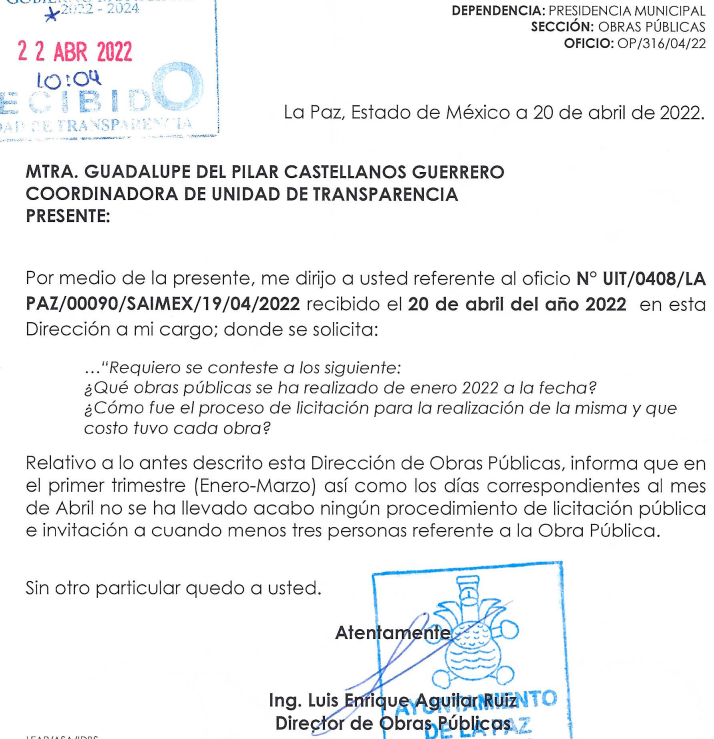 2022 - 2024
22 ABR 2022
10:04
ECIBIDO
AD DE TRANSPARENCIA
DEPENDENCIA: PRESIDENCIA MUNICIPAL
SECCIÓN: OBRAS PÚBLICAS
OFICIO: OP/316/04/22
La Paz, Estado de México a 20 de abril de 2022.
MTRA. GUADALUPE DEL PILAR CASTELLANOS GUERRERO
COORDINADORA DE UNIDAD DE TRANSPARENCIA
PRESENTE:
Por medio de la presente, me dirijo a usted referente al oficio N° UIT/0408/LA
PAZ/00090/SAIMEX/19/04/2022 recibido el 20 de abril del año 2022 en esta
Dirección a mi cargo; donde se solicita:
…“Requiero se conteste a los siguiente:
¿Qué obras públicas se ha realizado de enero 2022 a la fecha?
¿Cómo fue el proceso de licitación para la realización de la misma y que
costo tuvo cada obra?
Relativo a lo antes descrito esta Dirección de Obras Públicas, informa que en
el primer trimestre (Enero-Marzo) así como los días correspondientes al mes
de Abril no se ha llevado acabo ningún procedimiento de licitación pública
e invitación a cuando menos tres personas referente a la Obra Pública.
Sin otro particular quedo a usted.
Atentamente
Ing. Luis Enrique Aguilar Ruiz
AYUNTAMIENTO
Director de Obras Públicas
DE LA PAZ